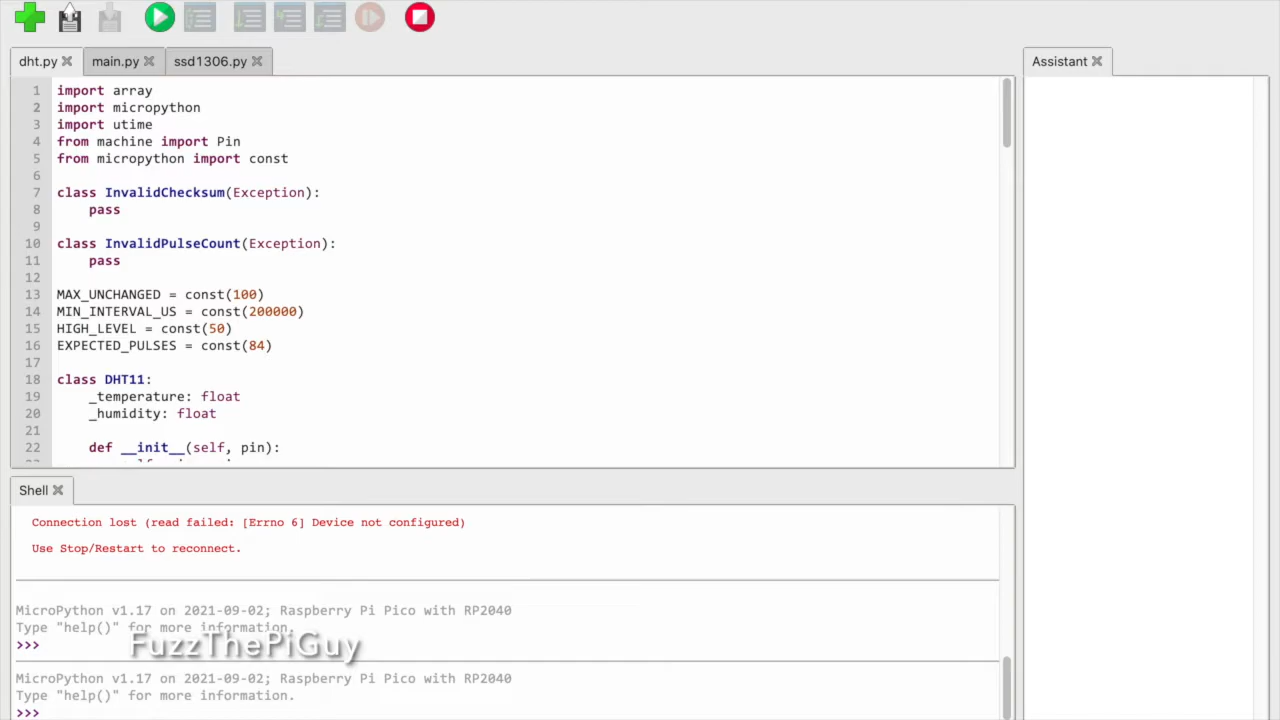 dht.py
main.py
ssd1306.py
Assistant
1 import array
2 import micropython
3 import utime
4 from machine import Pin
5 from micropython import const
6
7 class InvalidChecksum(Exception):
8     pass
9
10 class InvalidPulseCount(Exception):
11     pass
12
13 MAX_UNCHANGED = const(100)
14 MIN_INTERVAL_US = const(200000)
15 HIGH_LEVEL = const(50)
16 EXPECTED_PULSES = const(84)
17
18 class DHT11:
19     _temperature: float
20     _humidity: float
21
22     def __init__(self, pin):
Shell
Connection lost (read failed: [Errno 6] Device not configured)
Use Stop/Restart to reconnect.
MicroPython v1.17 on 2021-09-02; Raspberry Pi Pico with RP2040
Type "help()" for more information.
>>>
FuzzThePiGuy
MicroPython v1.17 on 2021-09-02; Raspberry Pi Pico with RP2040
Type "help()" for more information.
>>>